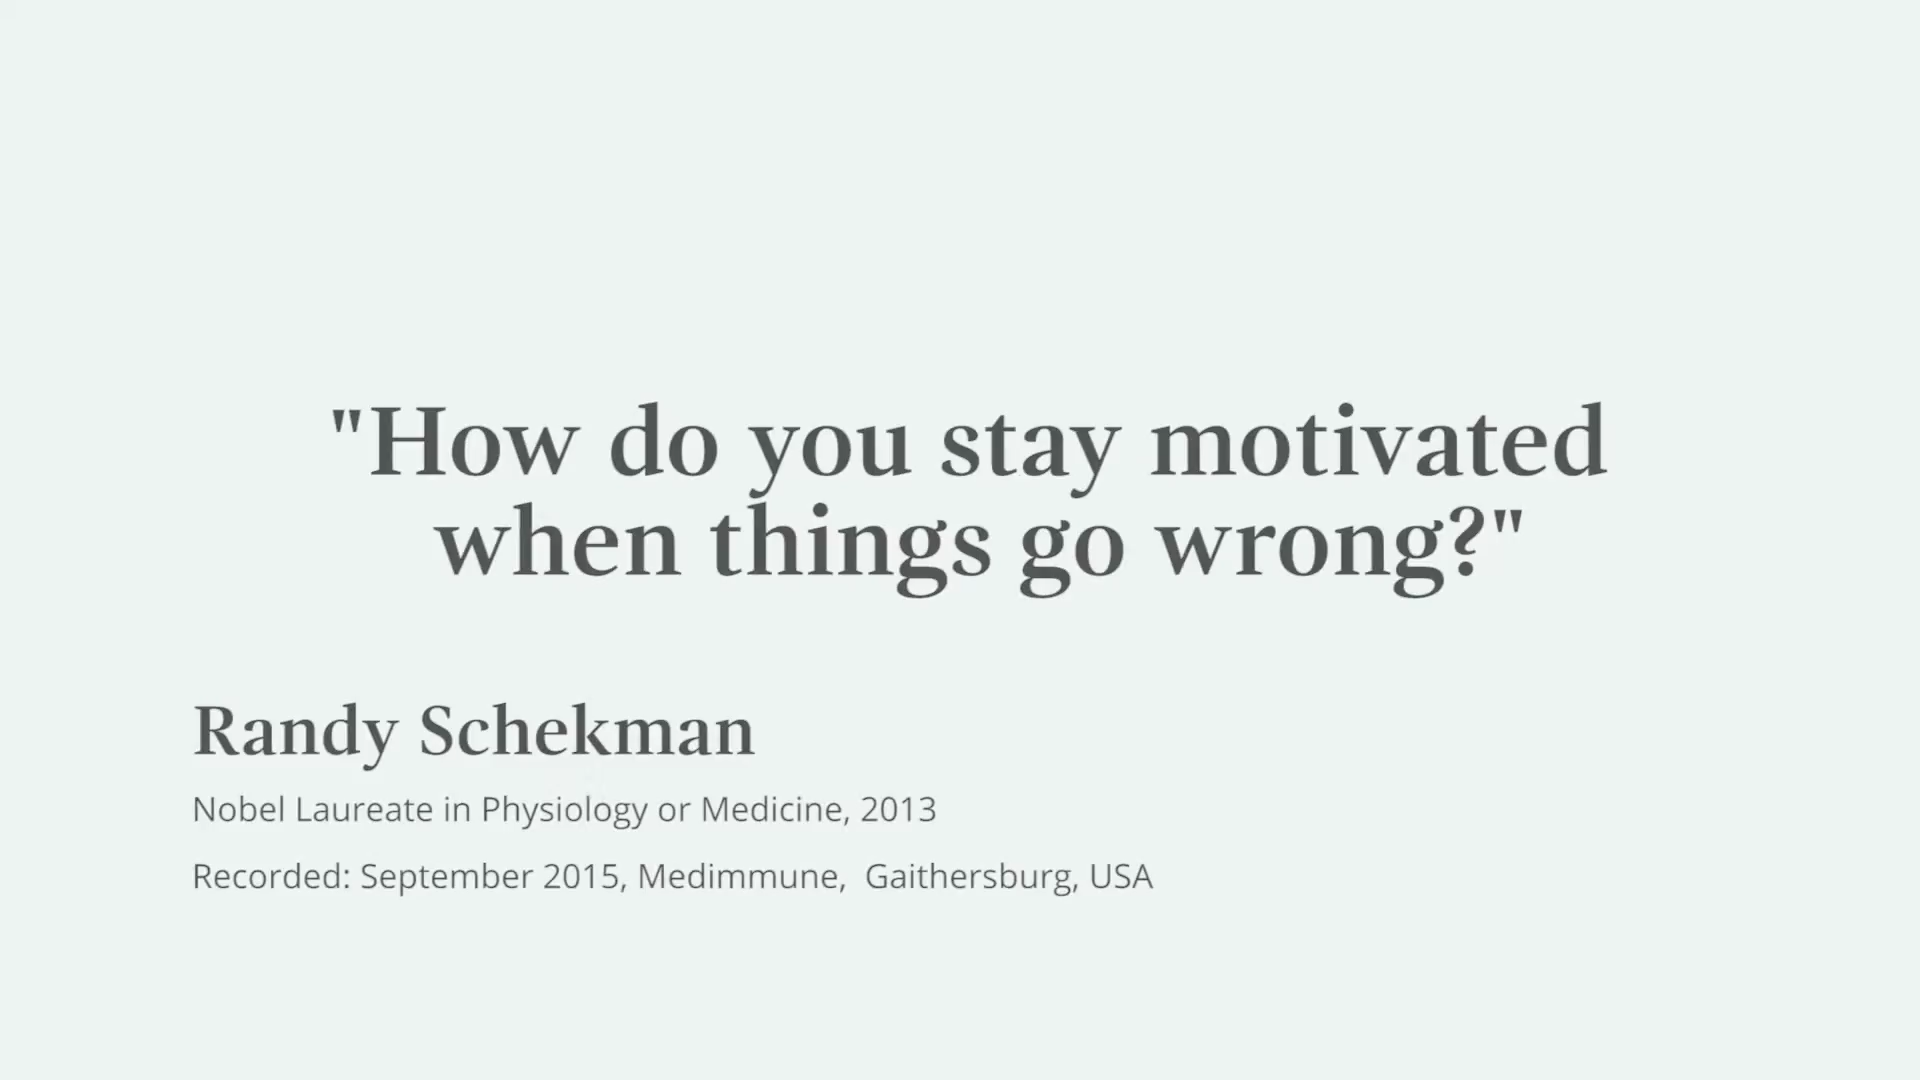 "How do you stay motivated
when things go wrong?"
Randy Schekman
Nobel Laureate in Physiology or Medicine, 2013
Recorded: September 2015, Medimmune,  Gaithersburg, USA